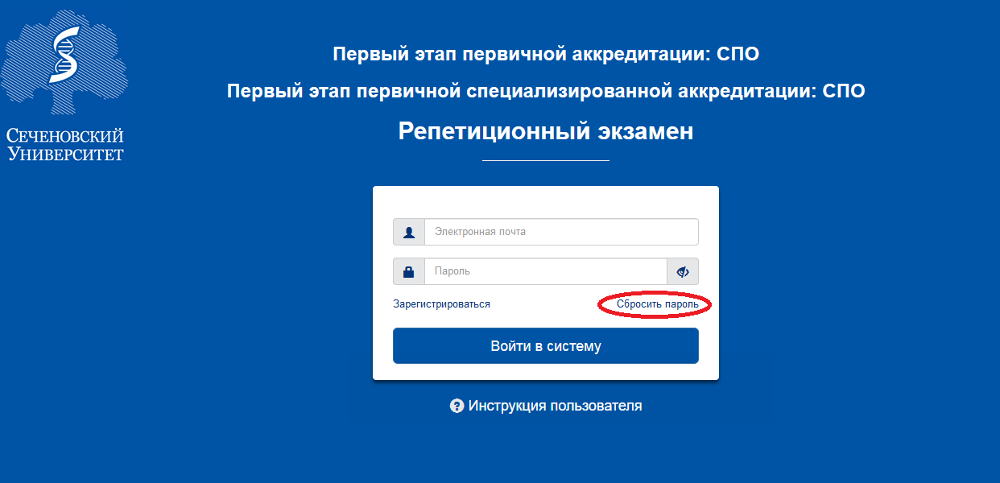 Первый этап первичной аккредитации: СПО
Первый этап первичной специализированной аккредитации: СПО
Репетиционный экзамен
СЕЧЕНОВСКИЙ
УНИВЕРСИТЕТ
Электронная почта
Пароль
Зарегистрироваться
Сбросить пароль
Войти в систему
? Инструкция пользователя